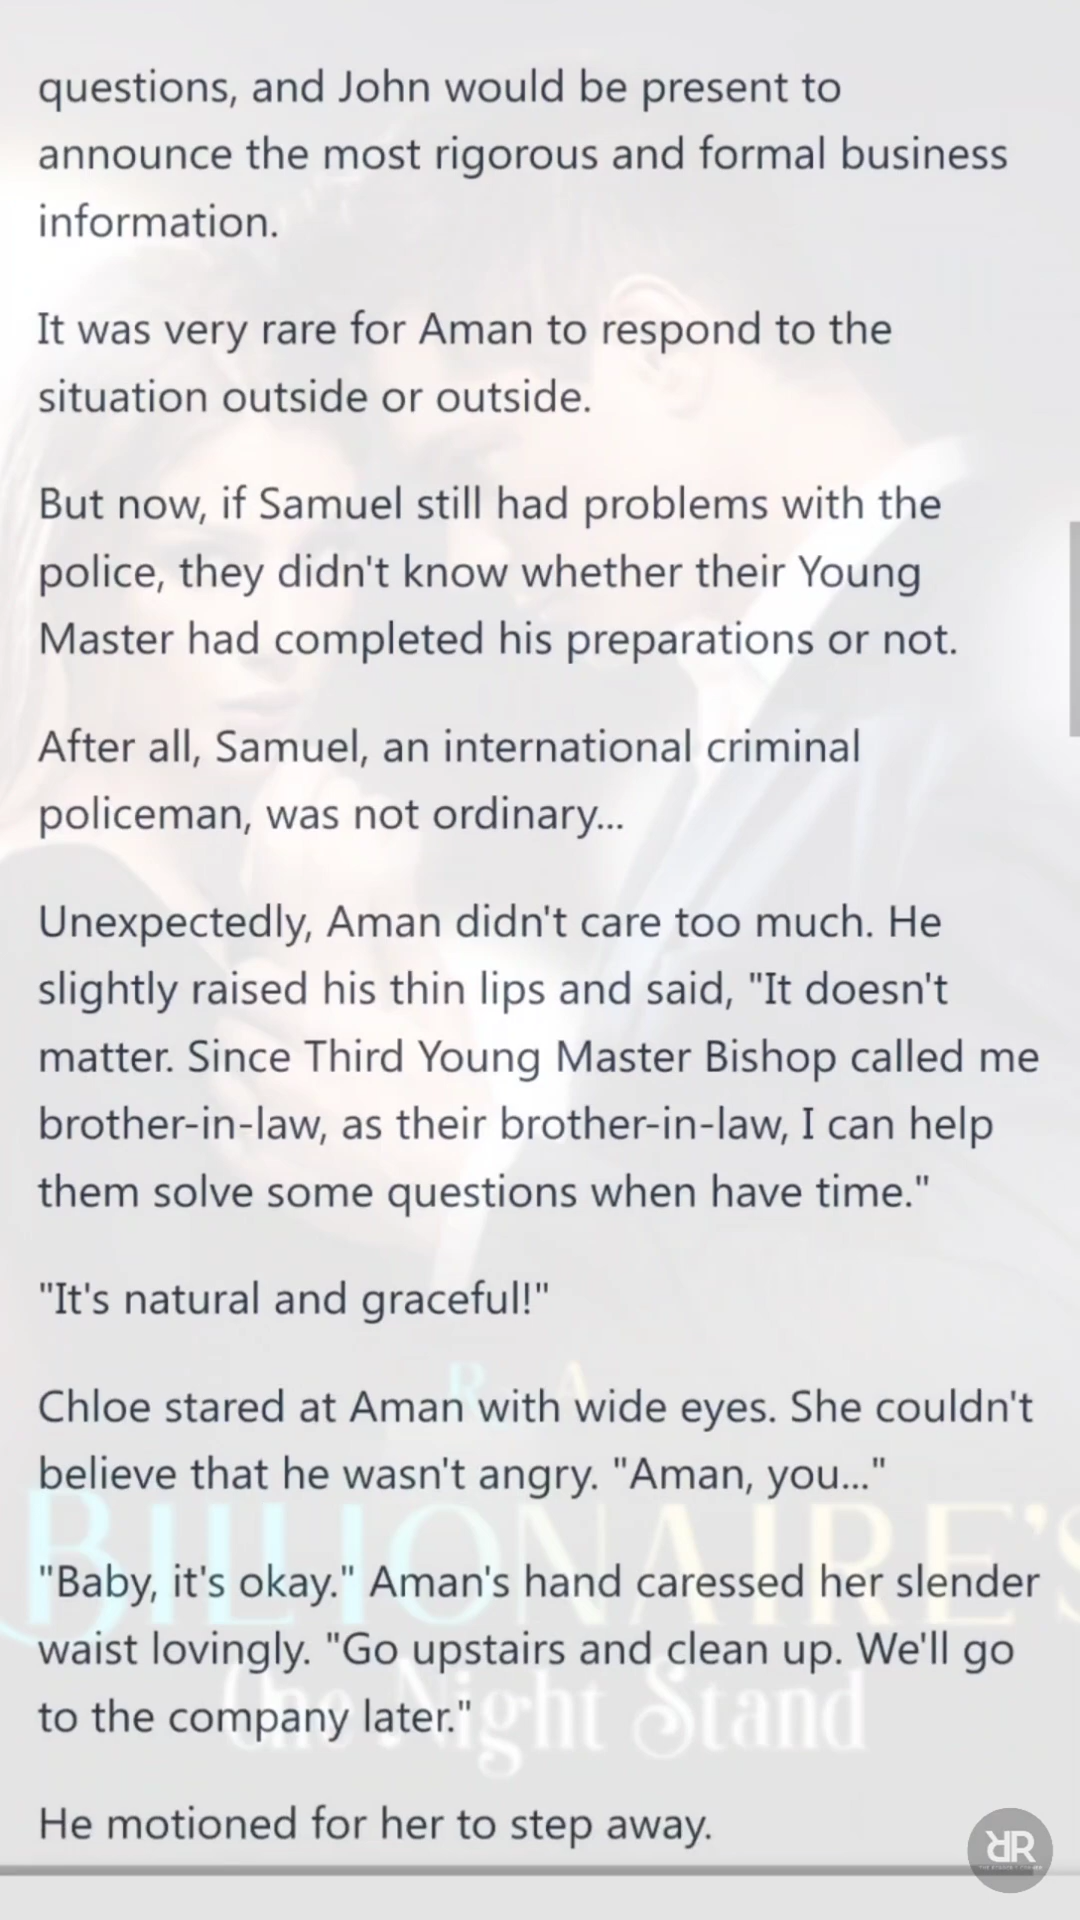 questions, and John would be present to
announce the most rigorous and formal business
information.
It was very rare for Aman to respond to the
situation outside or outside.
But now, if Samuel still had problems with the
police, they didn't know whether their Young
Master had completed his preparations or not.
After all, Samuel, an international criminal
policeman, was not ordinary...
Unexpectedly, Aman didn't care too much. He
slightly raised his thin lips and said, "It doesn't
matter. Since Third Young Master Bishop called me
brother-in-law, as their brother-in-law, I can help
them solve some questions when have time."
"It's natural and graceful!"
R A
Chloe stared at Aman with wide eyes. She couldn't
believe that he wasn't angry. "Aman, you..."
BILLIONAIRE'S
"Baby, it's okay." Aman's hand caressed her slender
waist lovingly. "Go upstairs and clean up. We'll go
One Night Stand
to the company later."
He motioned for her to step away.
RR